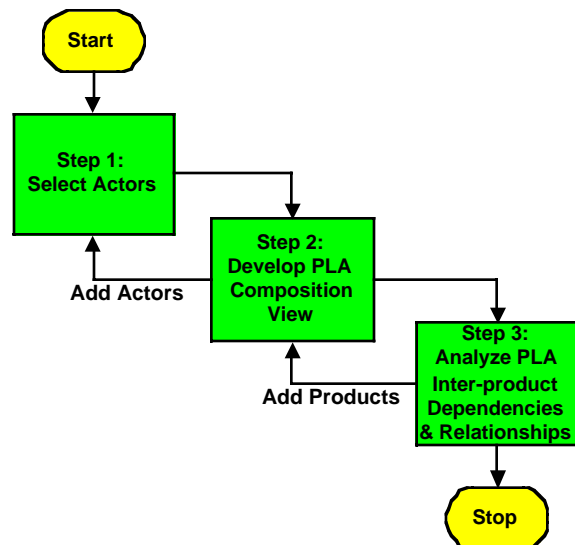 Start
Step 1:
Select Actors
Step 2:
Develop PLA
Composition
View
Add Actors
Step 3:
Analyze PLA
Inter-product
Dependencies
& Relationships
Add Products
Stop